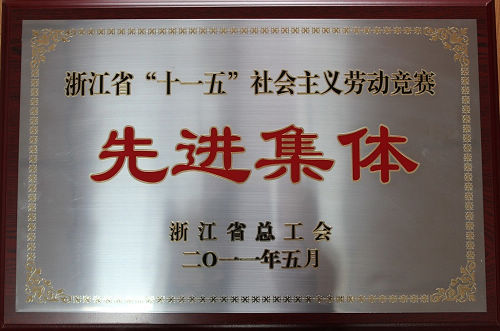 浙江省“十一五”社会主义劳动竞赛
先进集体
浙江省总工会
二O一一年五月